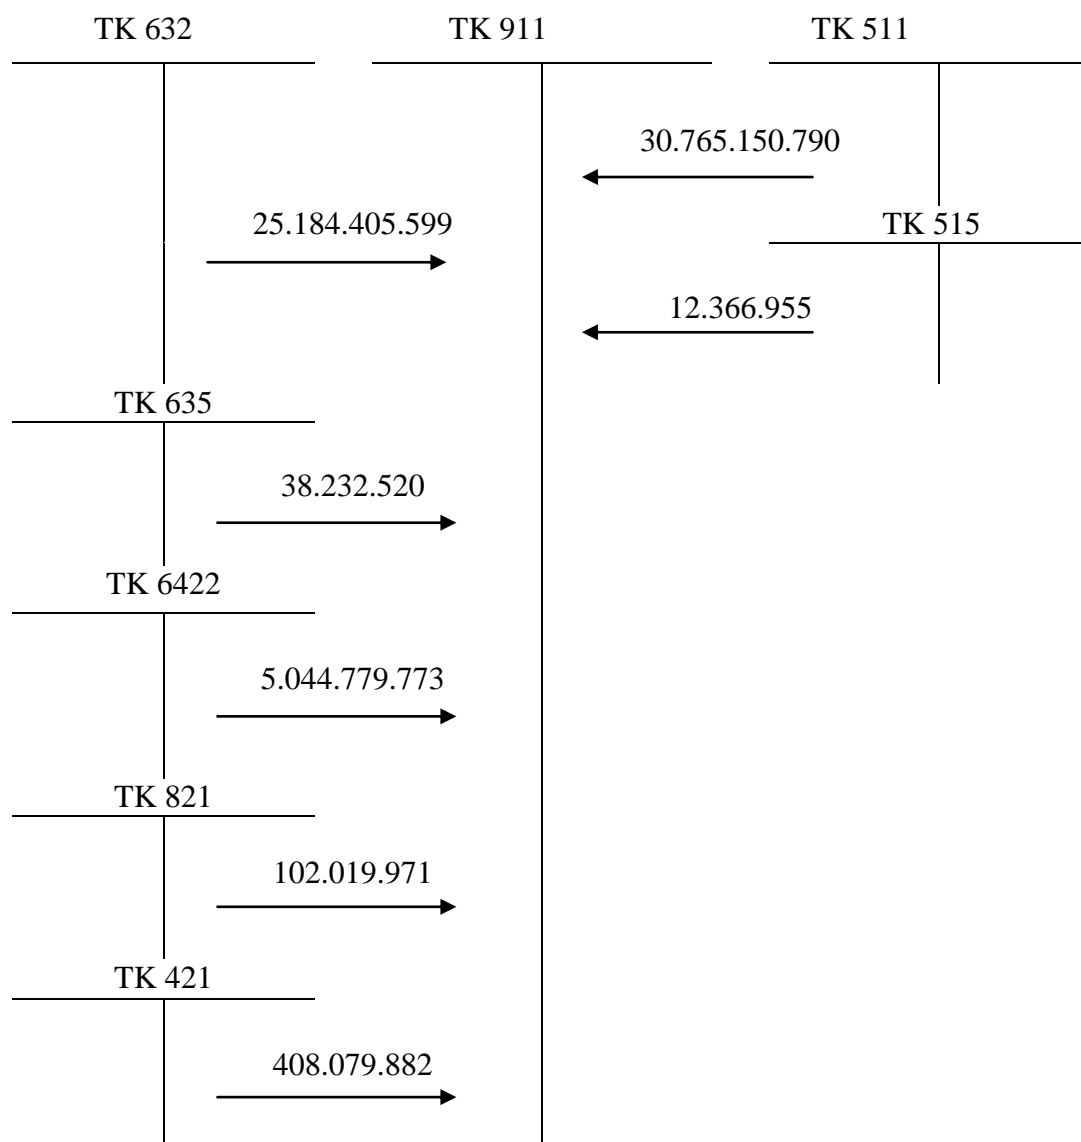 TK 632
TK 911
TK 511
30.765.150.790
25.184.405.599
TK 515
12.366.955
TK 635
38.232.520
TK 6422
5.044.779.773
TK 821
102.019.971
TK 421
408.079.882